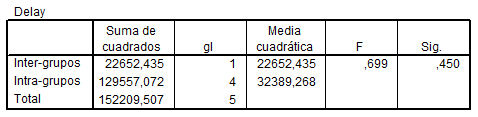 Delay
Suma de cuadrados gl Media cuadrática F Sig.
Inter-grupos 22652,435 1 22652,435 ,699 ,450
Intra-grupos 129557,072 4 32389,268
Total 152209,507 5